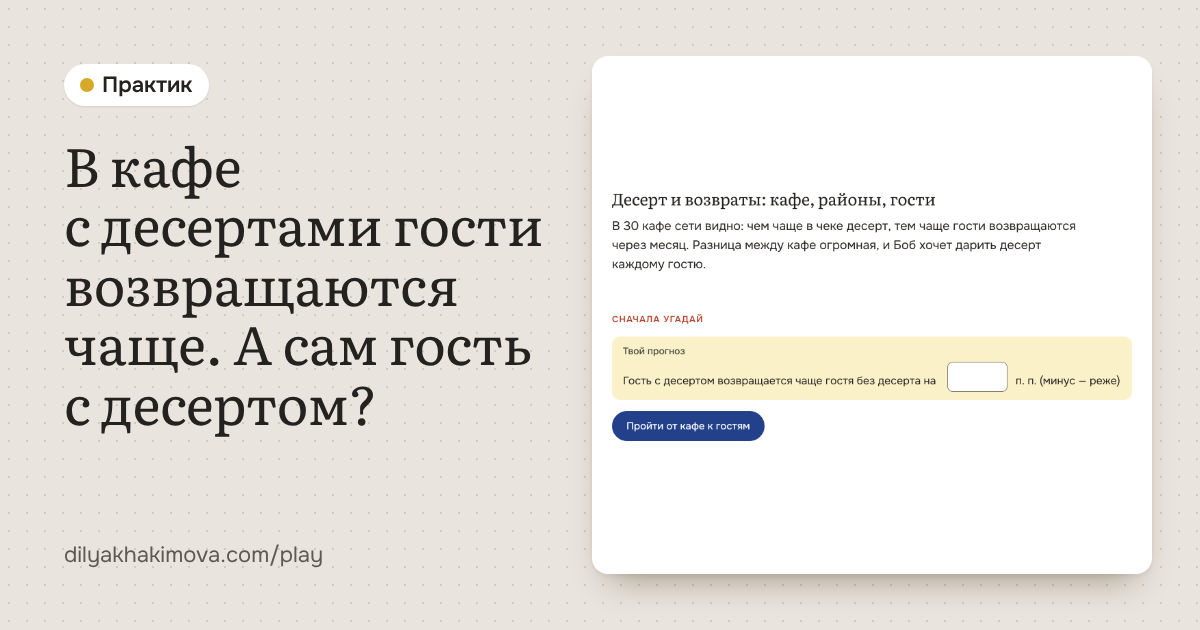 Практик
В кафе
с десертами гости
возвращаются
чаще. А сам гость
с десертом?
dilyakhakimova.com/play
Десерт и возвраты: кафе, районы, гости
В 30 кафе сети видно: чем чаще в чеке десерт, тем чаще гости возвращаются
через месяц. Разница между кафе огромная, и Боб хочет дарить десерт
каждому гостю.
СНАЧАЛА УГАДАЙ
Твой прогноз
Гость с десертом возвращается чаще гостя без десерта на п. п. (минус — реже)
Пройти от кафе к гостям